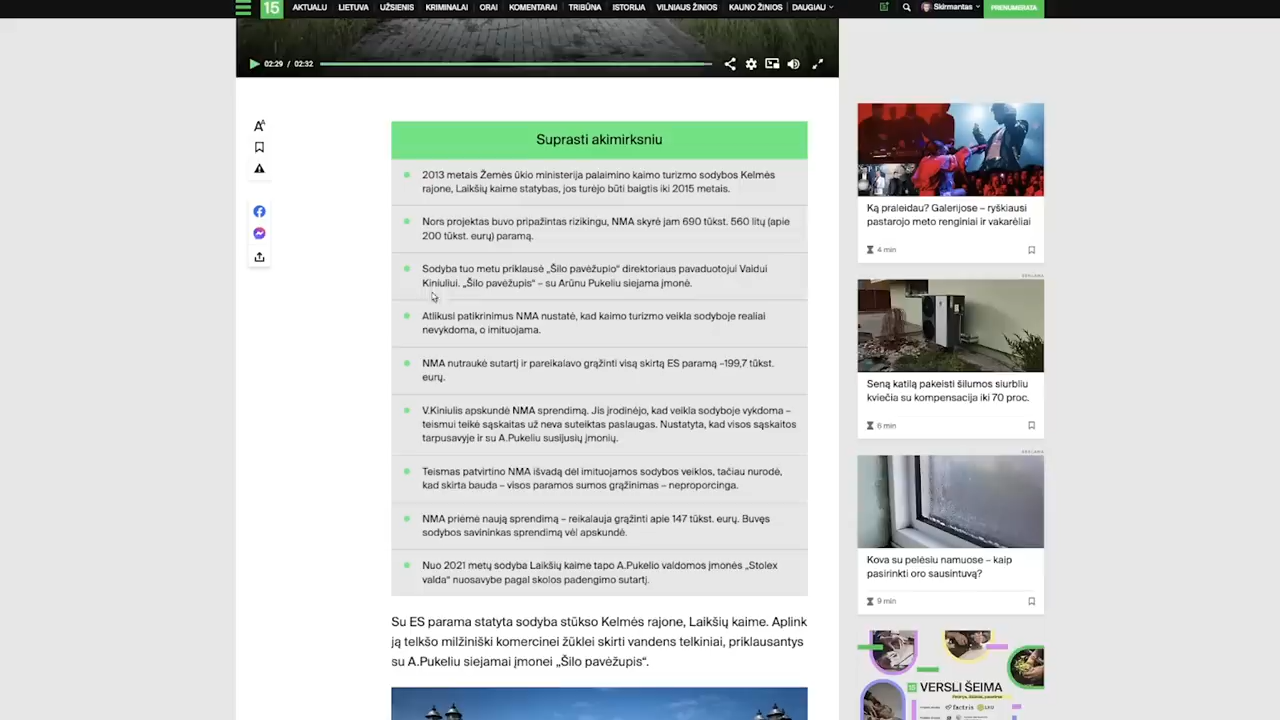 15
AKTUALU
LIETUVA
UŽSIENIS
KRIMINALAI
ORAI
KOMENTARAI
TRIBŪNA
ISTORIJA
VILNIAUS ŽINIOS
KAUNO ŽINIOS
DAUGIAU
Skirmantas
PRENUMERATA
02:29 / 02:32
Suprasti akimirksniu
2013 metais Žemės ūkio ministerija palaimino kaimo turizmo sodybos Kelmės
rajone, Laikšių kaime statybas, jos turėjo būti baigtis iki 2015 metais.
Nors projektas buvo pripažintas rizikingu, NMA skyrė jam 690 tūkst. 560 litų (apie
200 tūkst. eurų) paramą.
Sodyba tuo metu priklausė „Šilo pavėžupio“ direktoriaus pavaduotojui Vaidui
Kiniuliui. „Šilo pavėžupis“ – su Arūnu Pukeliu siejama įmonė.
Atlikusi patikrinimus NMA nustatė, kad kaimo turizmo veikla sodyboje realiai
nevykdoma, o imituojama.
NMA nutraukė sutartį ir pareikalavo grąžinti visą skirtą ES paramą –199,7 tūkst.
eurų.
V.Kiniulis apskundė NMA sprendimą. Jis įrodinėjo, kad veikla sodyboje vykdoma –
teismui teikė sąskaitas už neva suteiktas paslaugas. Nustatyta, kad visos sąskaitos
tarpusavyje ir su A.Pukeliu susijusių įmonių.
Teismas patvirtino NMA išvadą dėl imituojamos sodybos veiklos, tačiau nurodė,
kad skirta bauda – visos paramos sumos grąžinimas – neproporcinga.
NMA priėmė naują sprendimą – reikalauja grąžinti apie 147 tūkst. eurų. Buvęs
sodybos savininkas sprendimą vėl apskundė.
Nuo 2021 metų sodyba Laikšių kaime tapo A.Pukelio valdomos įmonės „Stolex
valda“ nuosavybe pagal skolos padengimo sutartį.
Su ES parama statyta sodyba stūkso Kelmės rajone, Laikšių kaime. Aplink
ją telkšo milžiniški komercinei žūklei skirti vandens telkiniai, priklausantys
su A.Pukeliu siejamai įmonei „Šilo pavėžupis“.
Ką praleidau? Galerijose – ryškiausi
pastarojo meto renginiai ir vakarėliai
4 min
REKLAMA
Seną katilą pakeisti šilumos siurbliu
kviečia su kompensacija iki 70 proc.
6 min
REKLAMA
Kova su pelėsiu namuose – kaip
pasirinkti oro sausintuvą?
9 min
15 VERSLI ŠEIMA
factris
LKU